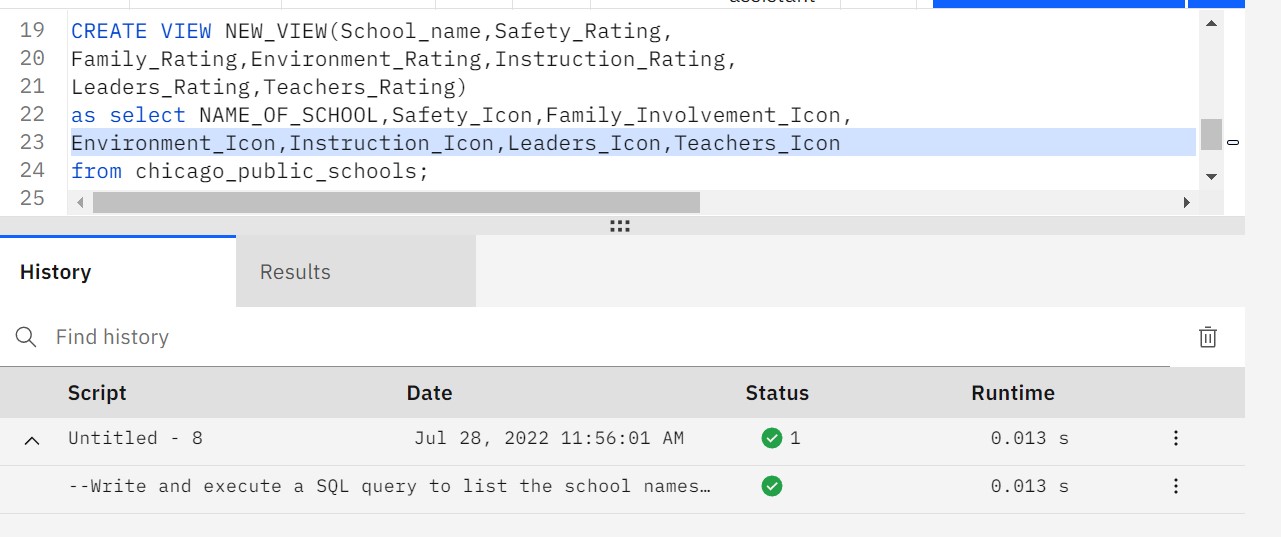 assistant
19 CREATE VIEW NEW_VIEW(School_name,Safety_Rating,
20 Family_Rating,Environment_Rating,Instruction_Rating,
21 Leaders_Rating,Teachers_Rating)
22 as select NAME_OF_SCHOOL,Safety_Icon,Family_Involvement_Icon,
23 Environment_Icon,Instruction_Icon,Leaders_Icon,Teachers_Icon
24 from chicago_public_schools;
25
History Results
Find history
Script Date Status Runtime
Untitled - 8 Jul 28, 2022 11:56:01 AM 1 0.013 s
--Write and execute a SQL query to list the school names… 0.013 s